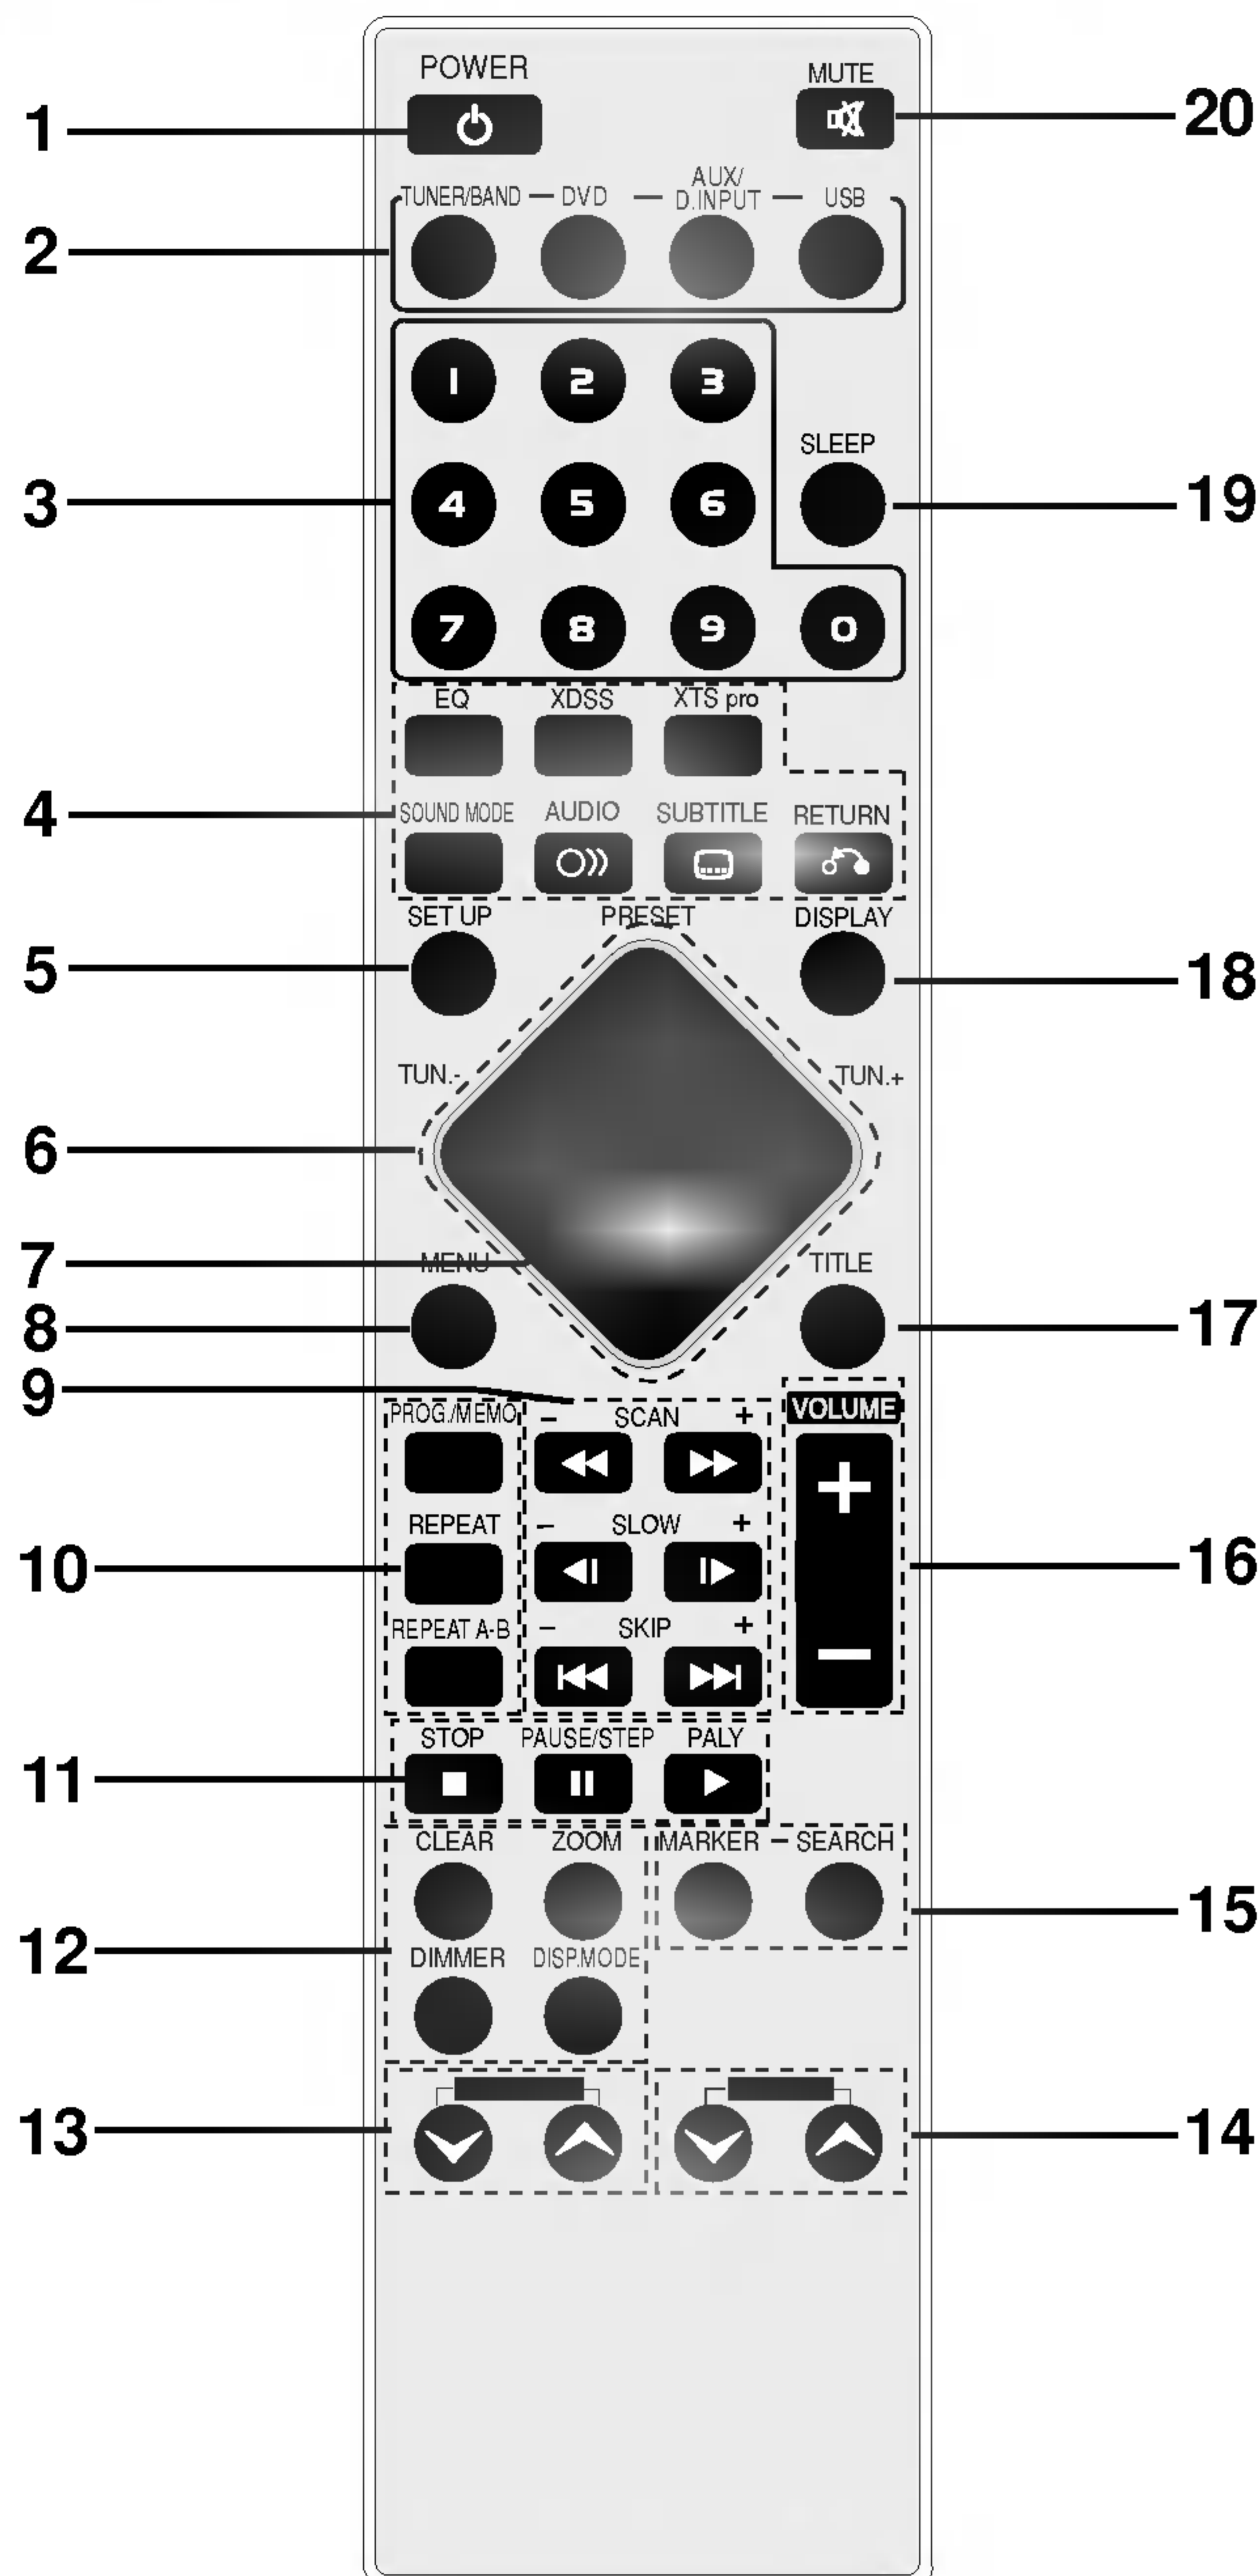 POWER
MUTE
1
20
TUNER/BAND — DVD — AUX/ D.INPUT — USB
2
1 2 3
SLEEP
3
4 5 6
19
7 8 9 0
EQ XDSS XTS pro
4
SOUND MODE AUDIO SUBTITLE RETURN
SET UP PRESET DISPLAY
5
18
TUN.- TUN.+
6
7
MENU TITLE
8
17
9
PROG./MEMO – SCAN + VOLUME
+
REPEAT – SLOW +
10
16
REPEAT A-B – SKIP +
–
STOP PAUSE/STEP PALY
11
CLEAR ZOOM MARKER – SEARCH
15
12
DIMMER DISP.MODE
13
14